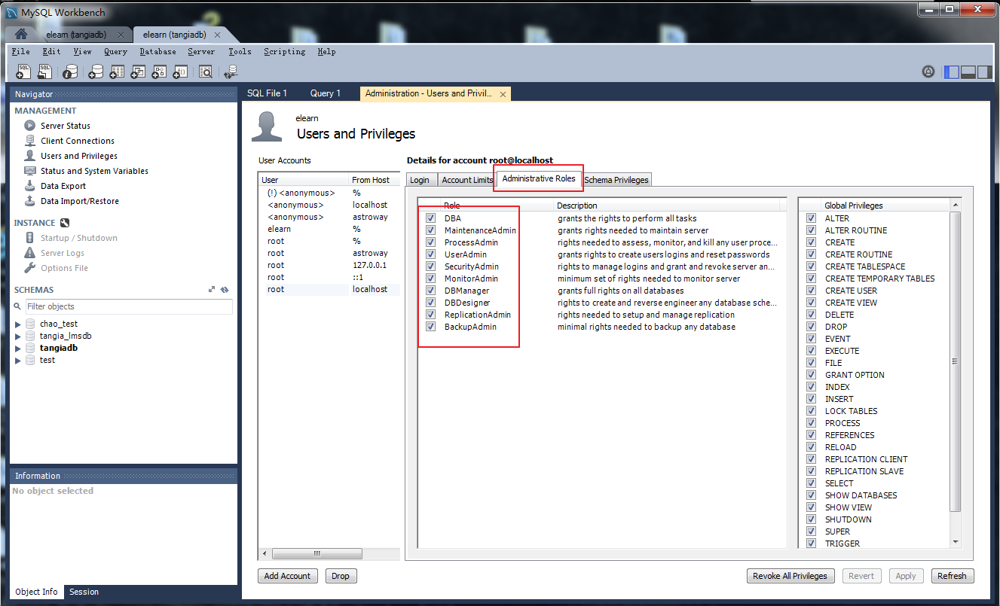 MySQL Workbench
elearn (tangiadb)
elearn (tangiadb)
File Edit View Query Database Server Tools Scripting Help
Navigator
MANAGEMENT
Server Status
Client Connections
Users and Privileges
Status and System Variables
Data Export
Data Import/Restore
INSTANCE
Startup / Shutdown
Server Logs
Options File
SCHEMAS
Filter objects
chao_test
tangia_lmsdb
tangiadb
test
Information
No object selected
Object Info Session
SQL File 1 Query 1 Administration - Users and Privil...
elearn
Users and Privileges
User Accounts
User From Host
(!) <anonymous> %
<anonymous> localhost
<anonymous> astroway
elearn %
root %
root astroway
root 127.0.0.1
root ::1
root localhost
Add Account Drop
Details for account root@localhost
Login Account Limits Administrative Roles Schema Privileges
Role Description
DBA grants the rights to perform all tasks
MaintenanceAdmin grants rights needed to maintain server
ProcessAdmin rights needed to assess, monitor, and kill any user proce...
UserAdmin grants rights to create users logins and reset passwords
SecurityAdmin rights to manage logins and grant and revoke server an...
MonitorAdmin minimum set of rights needed to monitor server
DBManager grants full rights on all databases
DBDesigner rights to create and reverse engineer any database sche...
ReplicationAdmin rights needed to setup and manage replication
BackupAdmin minimal rights needed to backup any database
Global Privileges
ALTER
ALTER ROUTINE
CREATE
CREATE ROUTINE
CREATE TABLESPACE
CREATE TEMPORARY TABLES
CREATE USER
CREATE VIEW
DELETE
DROP
EVENT
EXECUTE
FILE
GRANT OPTION
INDEX
INSERT
LOCK TABLES
PROCESS
REFERENCES
RELOAD
REPLICATION CLIENT
REPLICATION SLAVE
SELECT
SHOW DATABASES
SHOW VIEW
SHUTDOWN
SUPER
TRIGGER
Revoke All Privileges Revert Apply Refresh